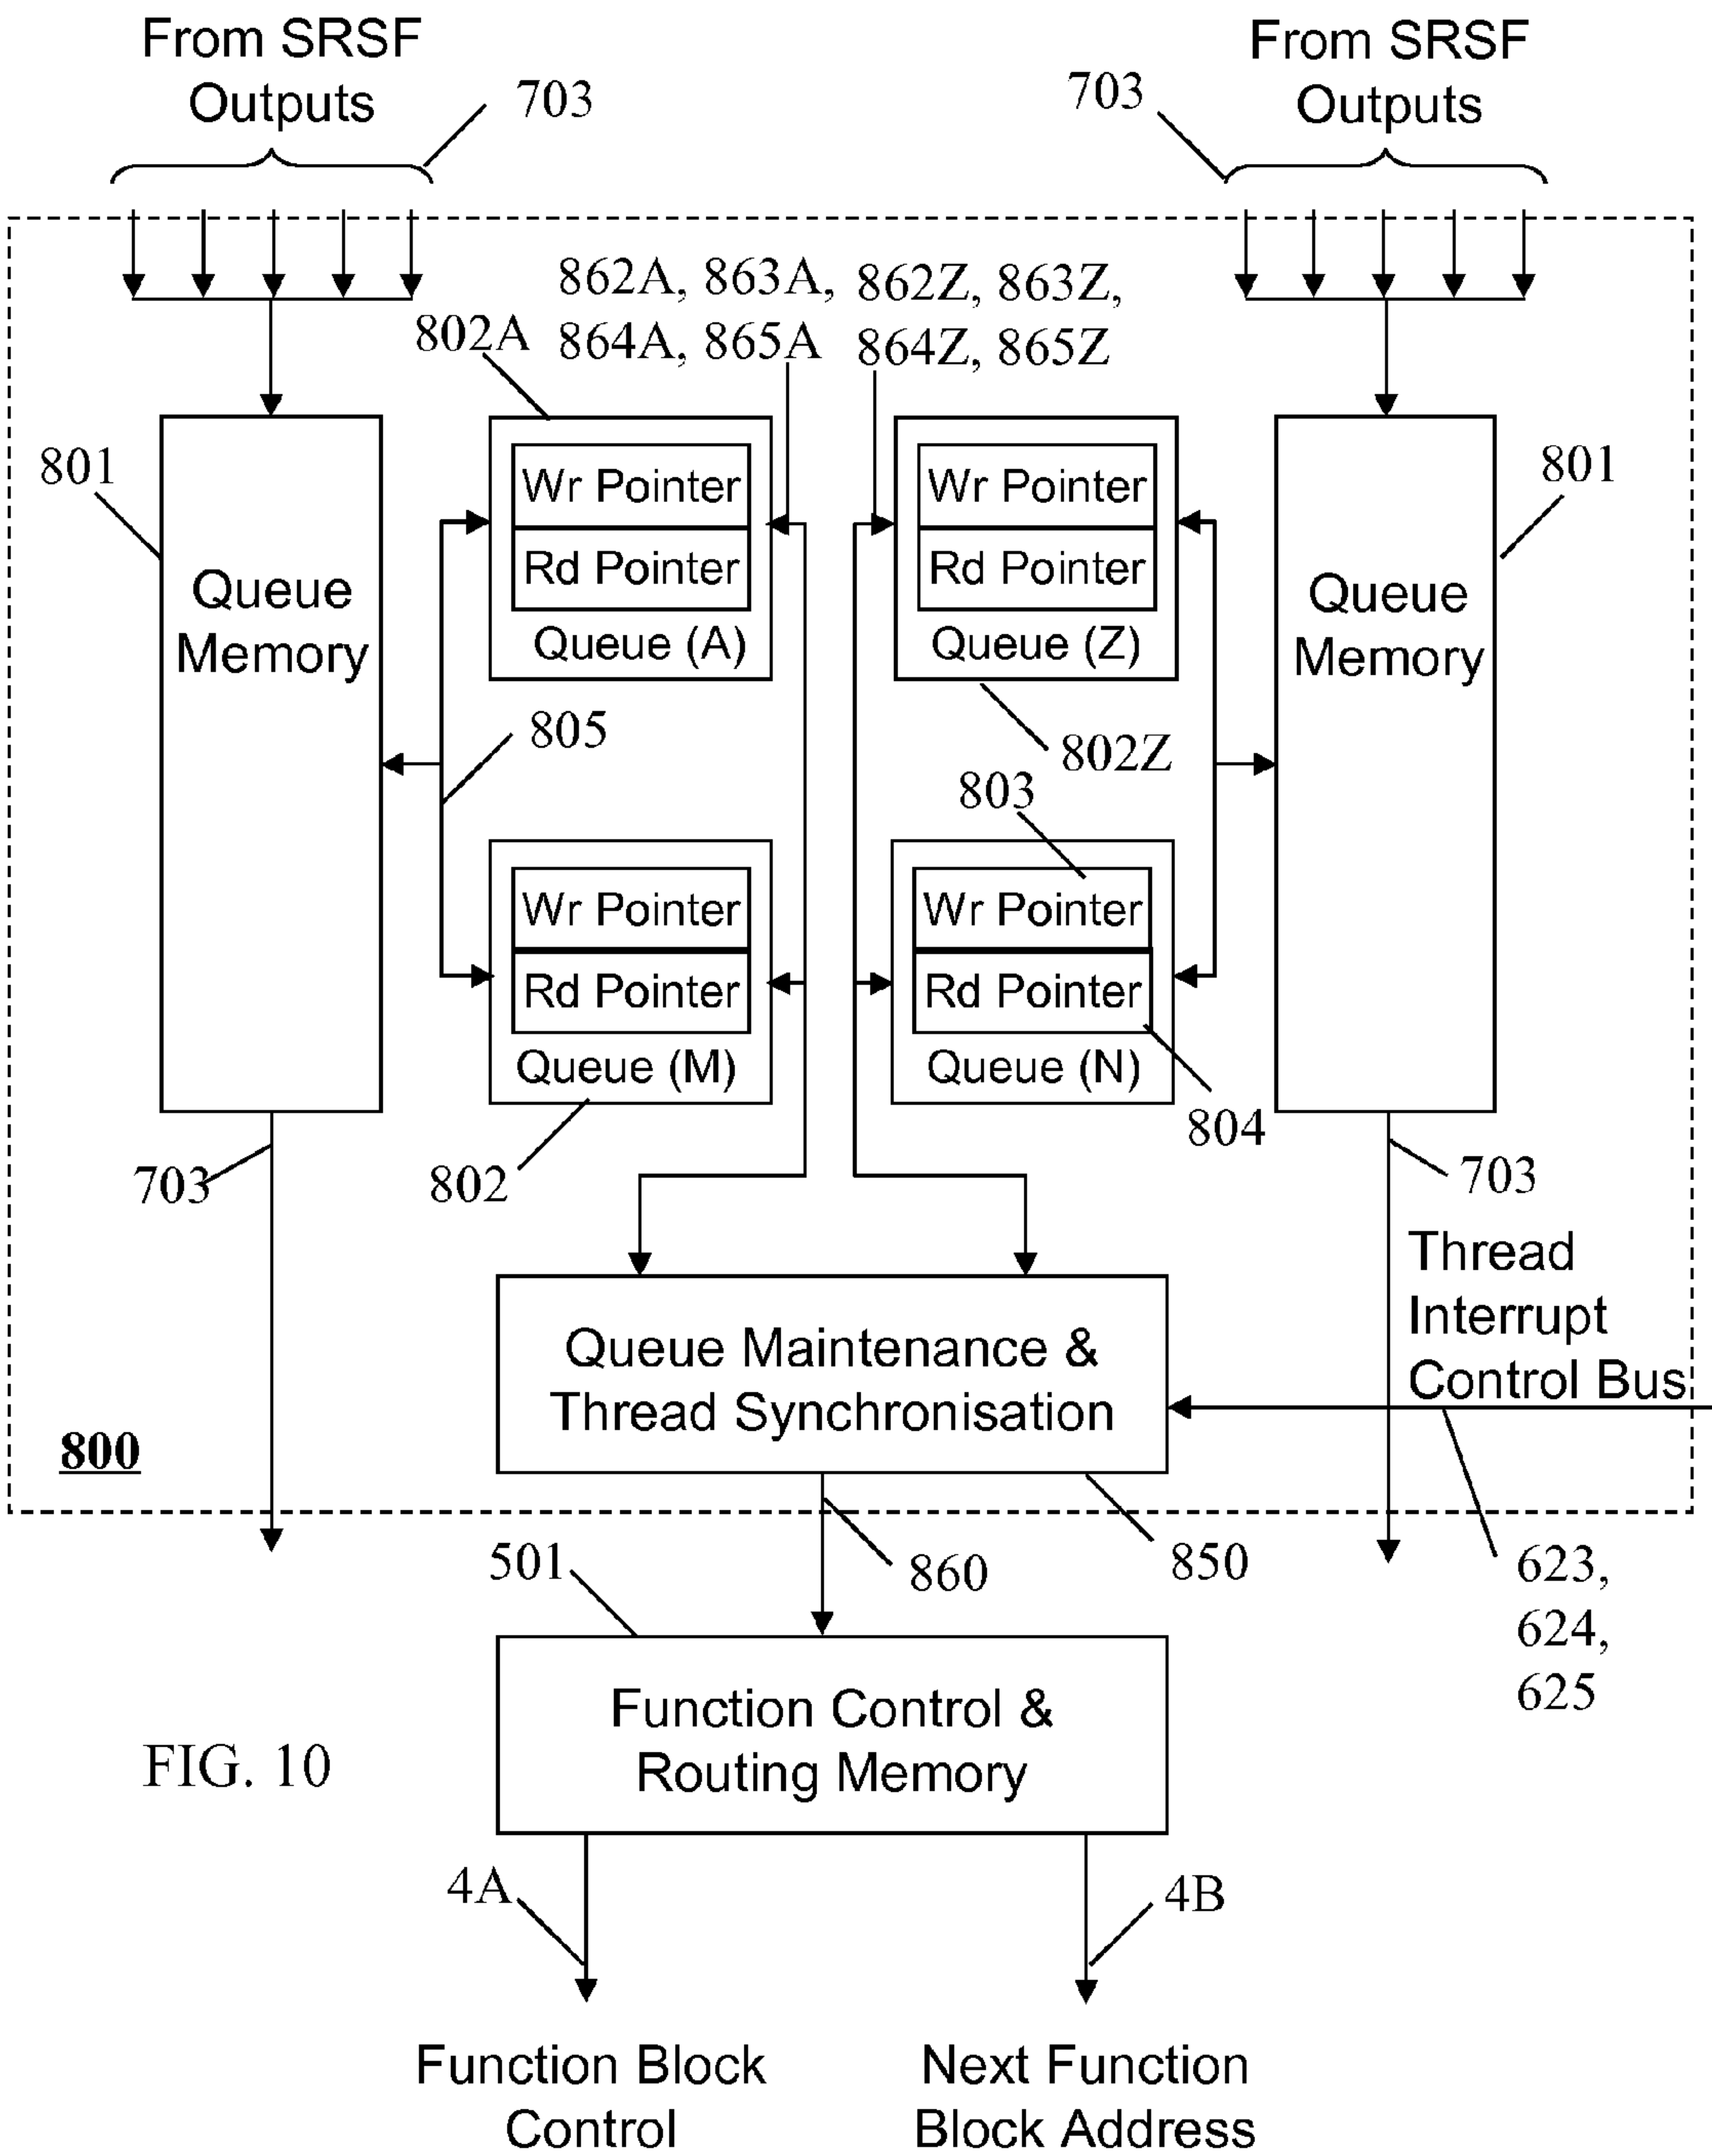 From SRSF
Outputs
703
703
From SRSF
Outputs
862A, 863A,
864A, 865A
862Z, 863Z,
864Z, 865Z
802A
801
801
Queue
Memory
Wr Pointer
Rd Pointer
Queue (A)
Wr Pointer
Rd Pointer
Queue (Z)
Queue
Memory
805
802Z
803
Wr Pointer
Rd Pointer
Queue (M)
Wr Pointer
Rd Pointer
Queue (N)
804
703
802
703
Thread
Interrupt
Control Bus
Queue Maintenance &
Thread Synchronisation
800
501
860
850
623,
624,
625
Function Control &
Routing Memory
FIG. 10
4A
4B
Function Block
Control
Next Function
Block Address